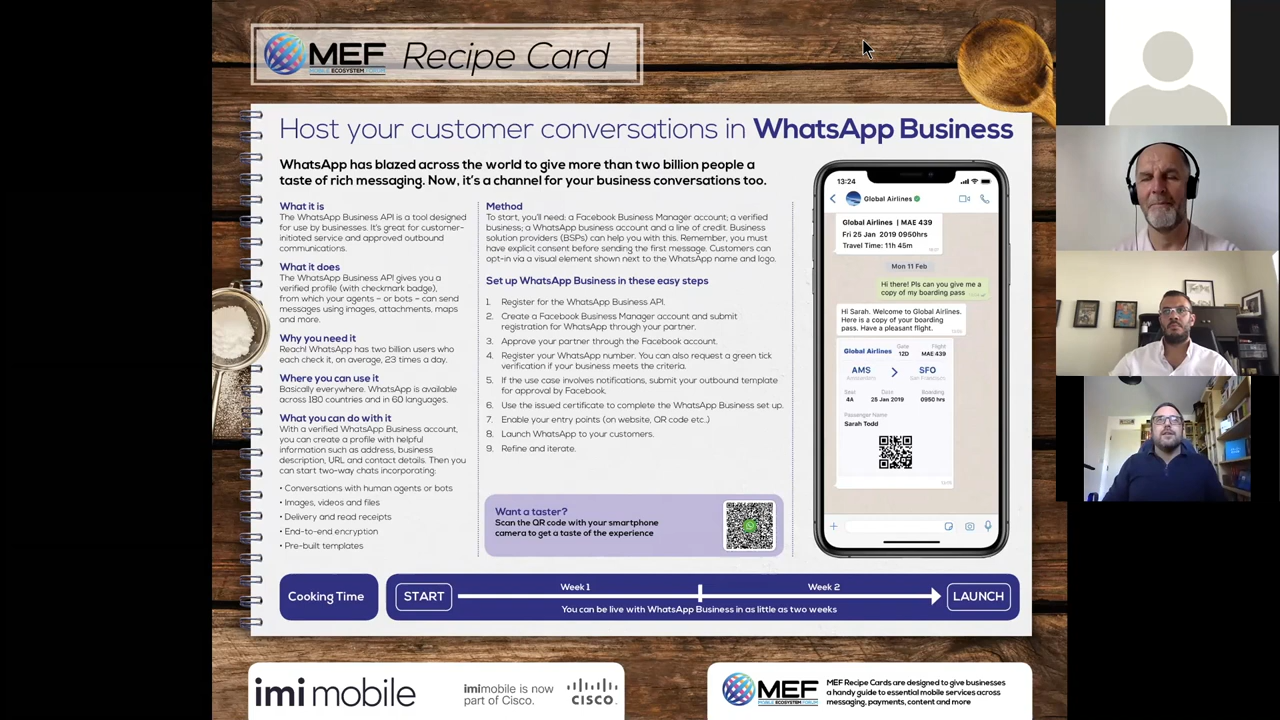 MEF Recipe Card
MOBILE ECOSYSTEM FORUM
Host your customer conversations in WhatsApp Business
WhatsApp has blazed across the world to give more than two billion people a
taste of rich messaging. Now, it's a channel for your business conversations too.
What it is
The WhatsApp Business API is a tool designed
for use by businesses. It's great for customer-
initiated service and approved outbound
communications.
What it does
The WhatsApp Business API gives you a
verified profile (with checkmark badge),
from which your agents – or bots – can send
messages using images, attachments, maps
and more.
Why you need it
Reach! WhatsApp has two billion users who
each check it, on average, 23 times a day.
Where you can use it
Basically everywhere. WhatsApp is available
across 180 countries and in 60 languages.
What you can do with it
With a verified WhatsApp Business account,
you can create a profile with helpful
information such as address, business
description, URL and contact details. Then you
can start two-way chats incorporating:
• Conversations with human agents or bots
• Images, videos and files
• Delivery and read receipts
• End-to-end encryption
• Pre-built templates
Method
To start, you'll need: a Facebook Business Manager account; a verified
business; a WhatsApp business account and a line of credit. Business
solution providers (BSPs) can help you with this. Remember, you must
have explicit consent before sending the first message. Customers can
opt-in via a visual element shown next to the WhatsApp name and logo.
Set up WhatsApp Business in these easy steps
1. Register for the WhatsApp Business API.
2. Create a Facebook Business Manager account and submit
registration for WhatsApp through your partner.
3. Approve your partner through the Facebook account.
4. Register your WhatsApp number. You can also request a green tick
verification if your business meets the criteria.
5. If the use case involves notifications, submit your outbound template
for approval by Facebook.
6. Use the issued certificate to complete the WhatsApp Business set up.
7. Enable your entry points (on website, QR code etc..)
8. Launch WhatsApp to your customers.
9. Refine and iterate.
Want a taster?
Scan the QR code with your smartphone
camera to get a taste of the experience
13:24
Global Airlines
Global Airlines | MAE 439
Fri 25 Jan 2019 0950hrs
Travel Time: 11h 45m
Mon 11 Feb
Hi there! Pls can you give me a
copy of my boarding pass
Hi Sarah. Welcome to Global Airlines.
Here is a copy of your boarding
pass. Have a pleasant flight.
Global Airlines
Gate Flight
12D MAE 439
AMS SFO
Amsterdam San Francisco
Seat Date Boarding
4A 25 Jan 2019 0950 hrs
Passenger Name
Sarah Todd
Cooking Time
START
Week 1
Week 2
You can be live with WhatsApp Business in as little as two weeks
LAUNCH
imi mobile
imimobile is now
part of Cisco.
CISCO
MEF
MOBILE ECOSYSTEM FORUM
MEF Recipe Cards are designed to give businesses
a handy guide to essential mobile services across
messaging, payments, content and more